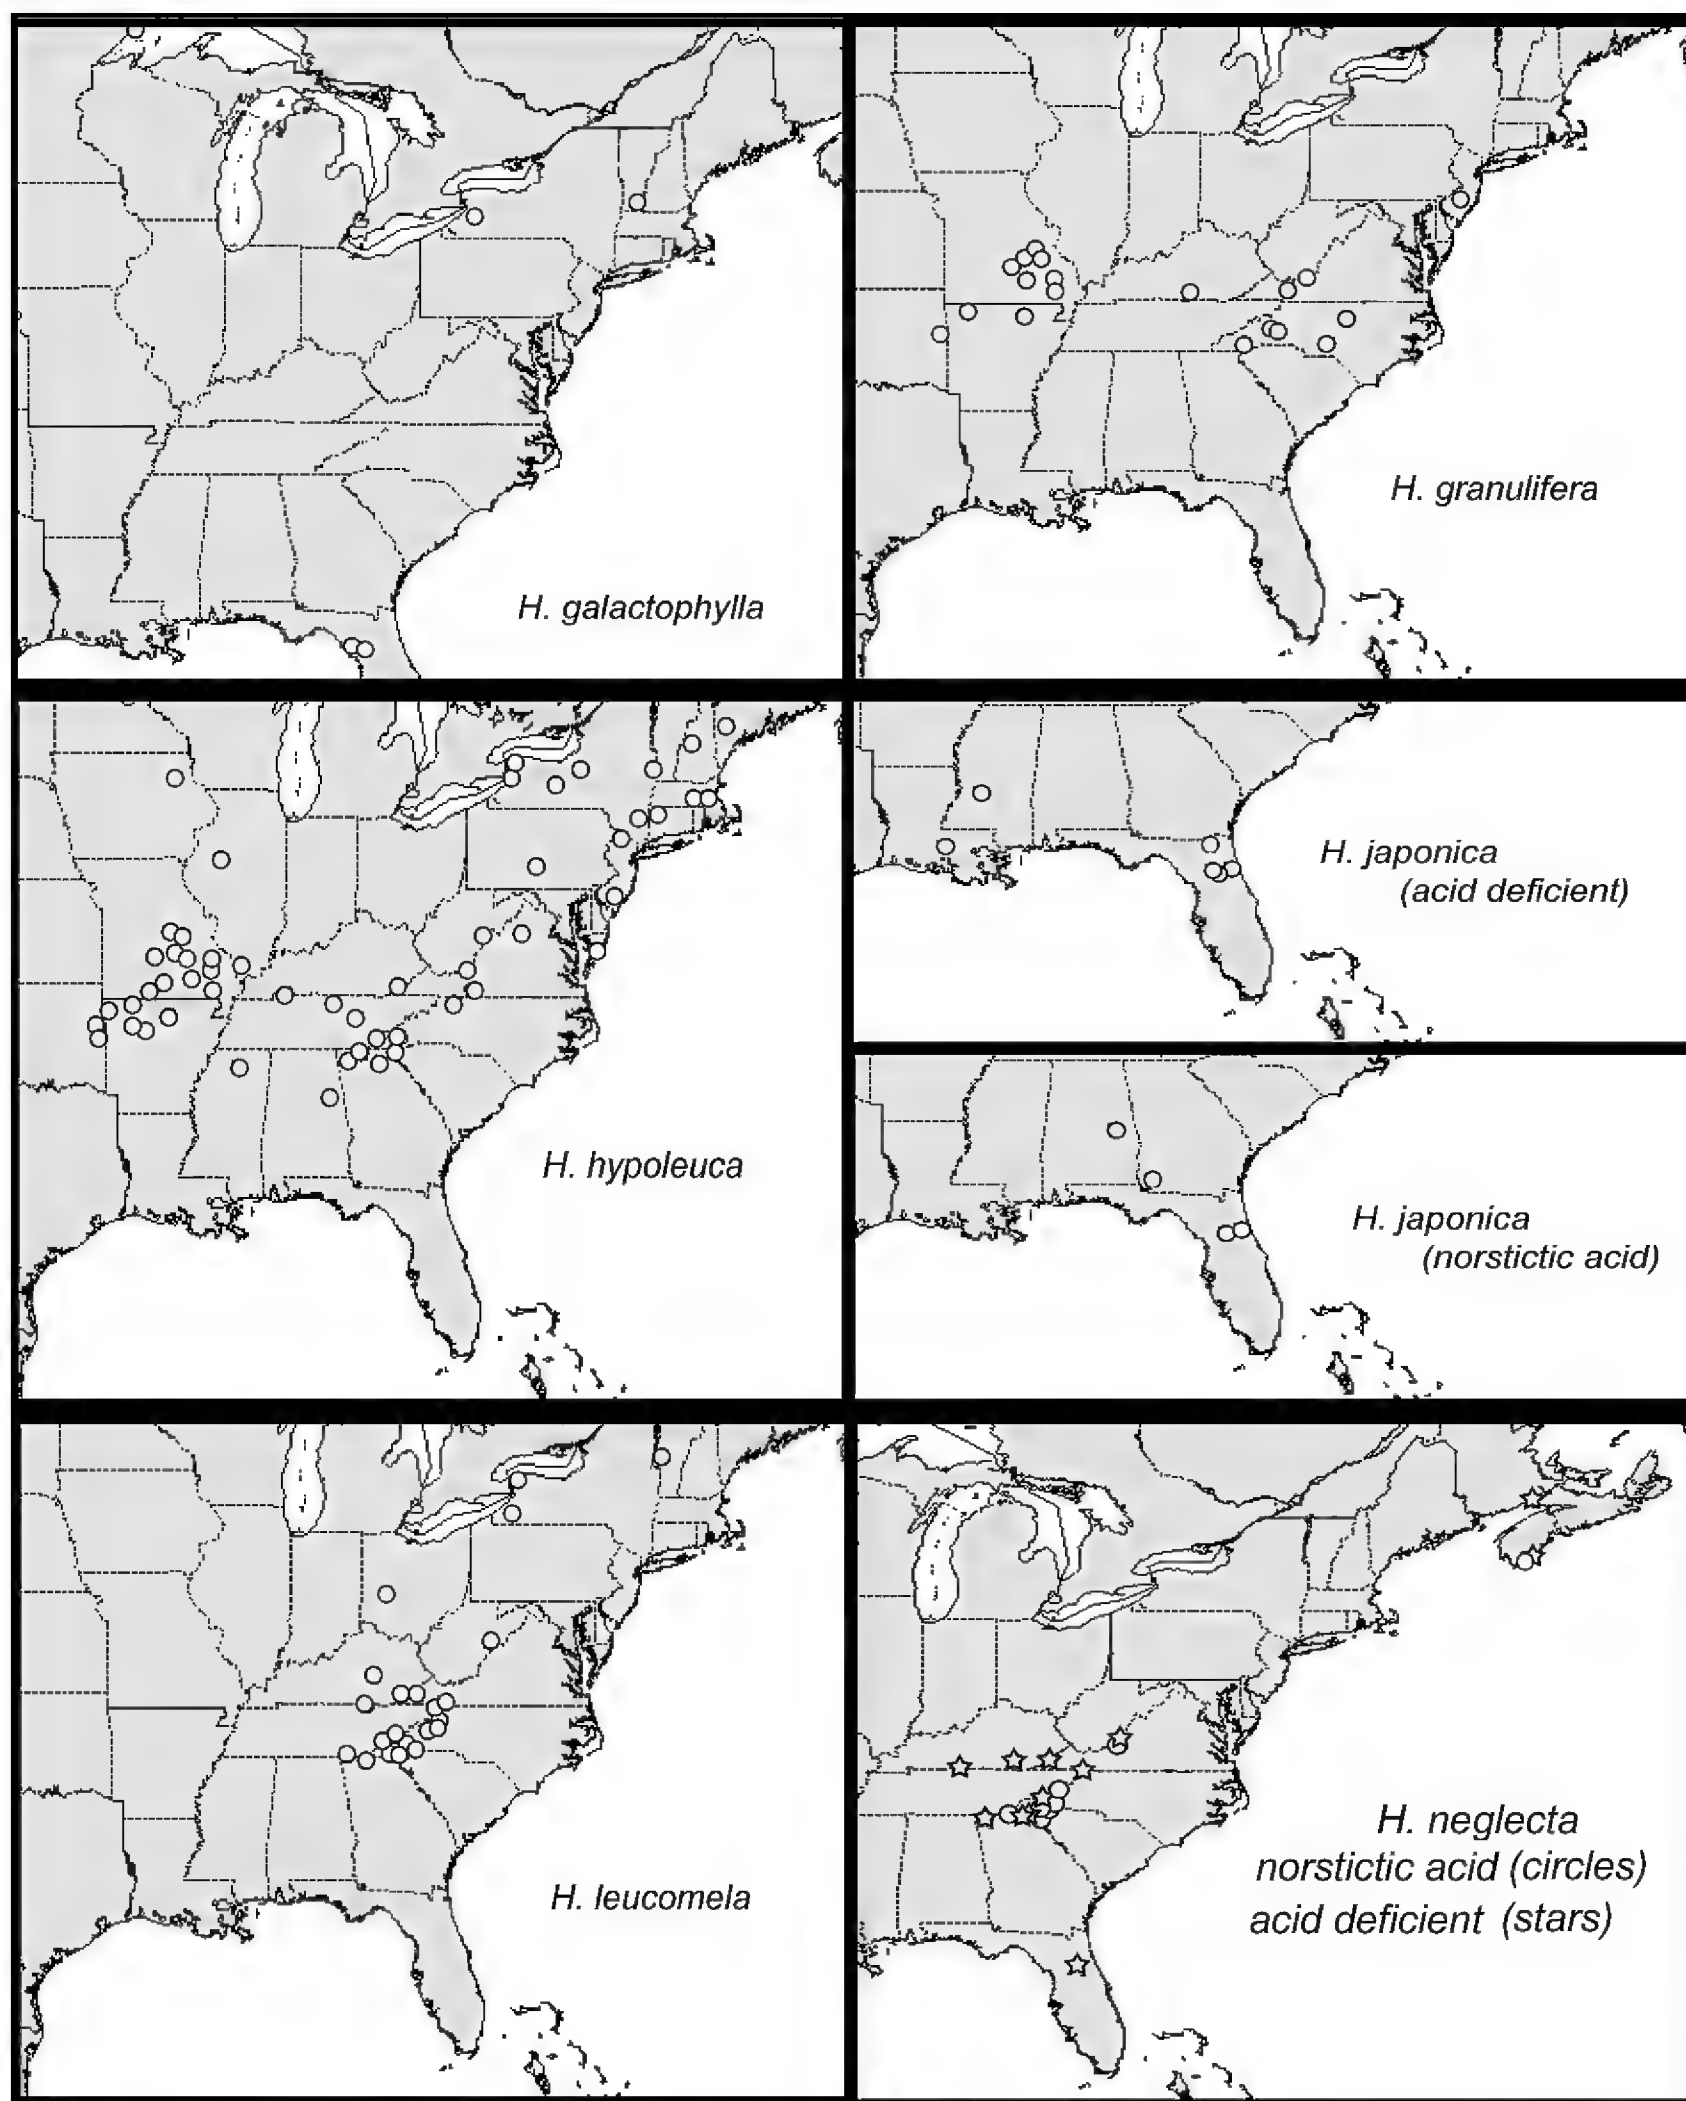 H. galactophylla
H. granulifera
H. hypoleuca
H. japonica
(acid deficient)
H. japonica
(norstictic acid)
H. leucomela
H. neglecta
norstictic acid (circles)
acid deficient (stars)